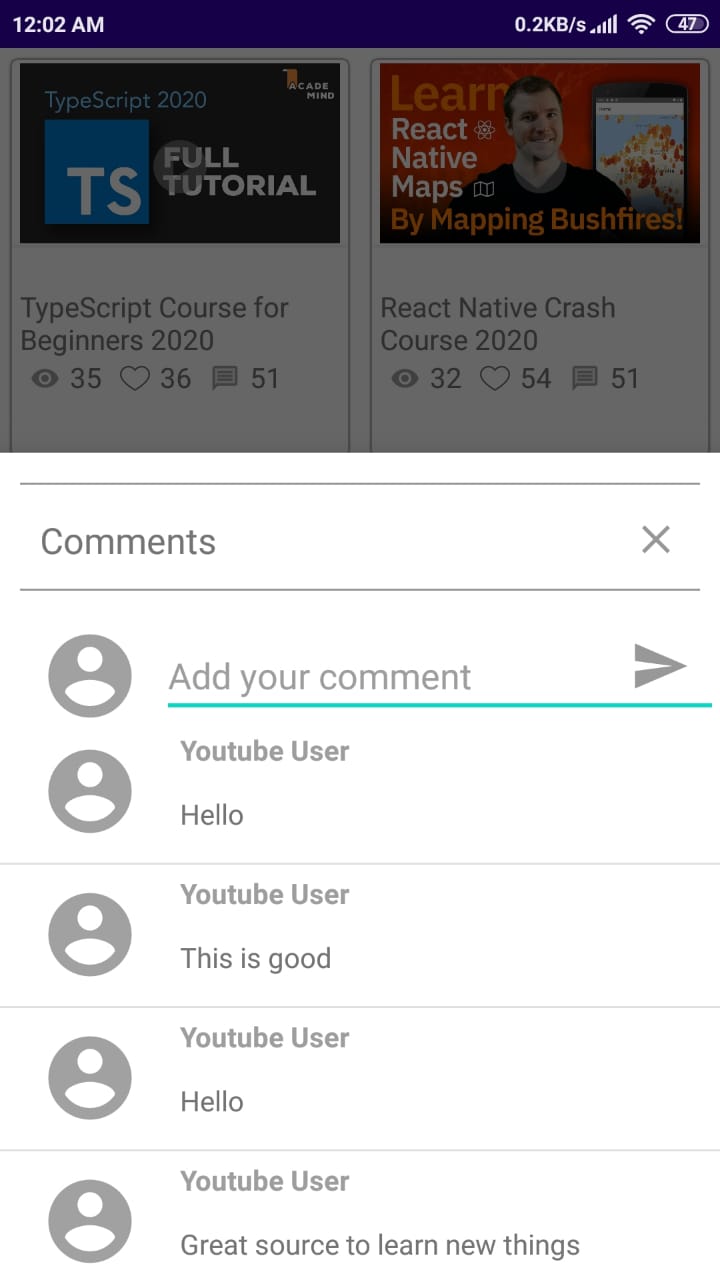 12:02 AM
0.2KB/s
47
TypeScript 2020
ACADE
MIND
TS
FULL
TUTORIAL
Learn
React
Native
Maps
By Mapping Bushfires!
TypeScript Course for
Beginners 2020
35 36 51
React Native Crash
Course 2020
32 54 51
Comments
Add your comment
Youtube User
Hello
Youtube User
This is good
Youtube User
Hello
Youtube User
Great source to learn new things